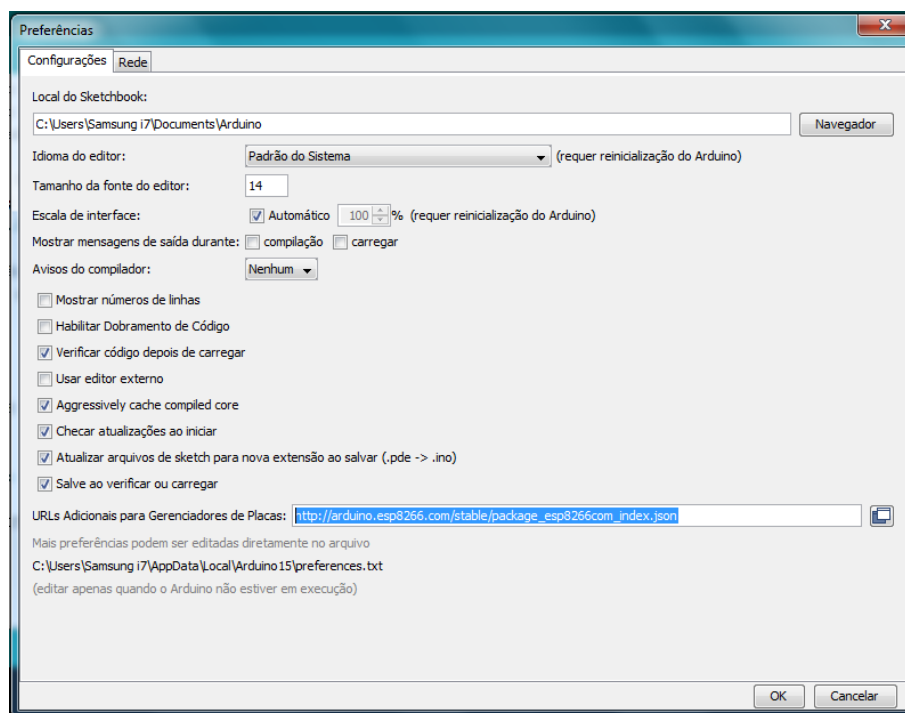 Preferências
Configurações Rede
Local do Sketchbook:
C:\Users\Samsung i7\Documents\Arduino Navegador
Idioma do editor: Padrão do Sistema (requer reinicialização do Arduino)
Tamanho da fonte do editor: 14
Escala de interface: Automático 100 % (requer reinicialização do Arduino)
Mostrar mensagens de saída durante: compilação carregar
Avisos do compilador: Nenhum
Mostrar números de linhas
Habilitar Dobramento de Código
Verificar código depois de carregar
Usar editor externo
Aggressively cache compiled core
Checar atualizações ao iniciar
Atualizar arquivos de sketch para nova extensão ao salvar (.pde -> .ino)
Salve ao verificar ou carregar
URLs Adicionais para Gerenciadores de Placas: http://arduino.esp8266.com/stable/package_esp8266com_index.json
Mais preferências podem ser editadas diretamente no arquivo
C:\Users\Samsung i7\AppData\Local\Arduino15\preferences.txt
(editar apenas quando o Arduino não estiver em execução)
OK Cancelar